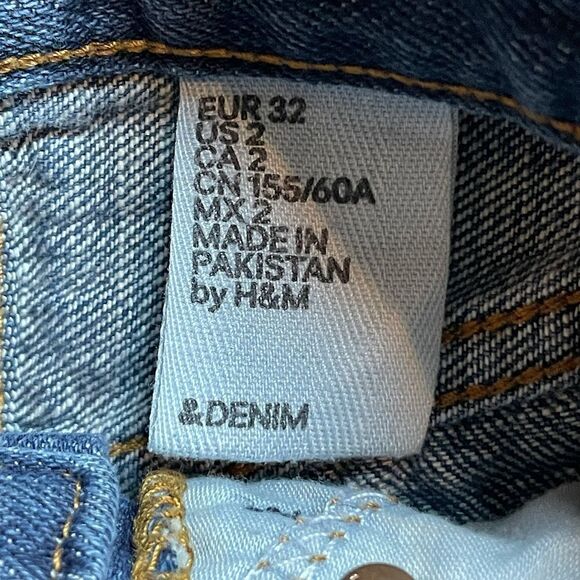 EUR 32
US 2
CA 2
CN 155/60A
MX 2
MADE IN
PAKISTAN
by H&M
&DENIM